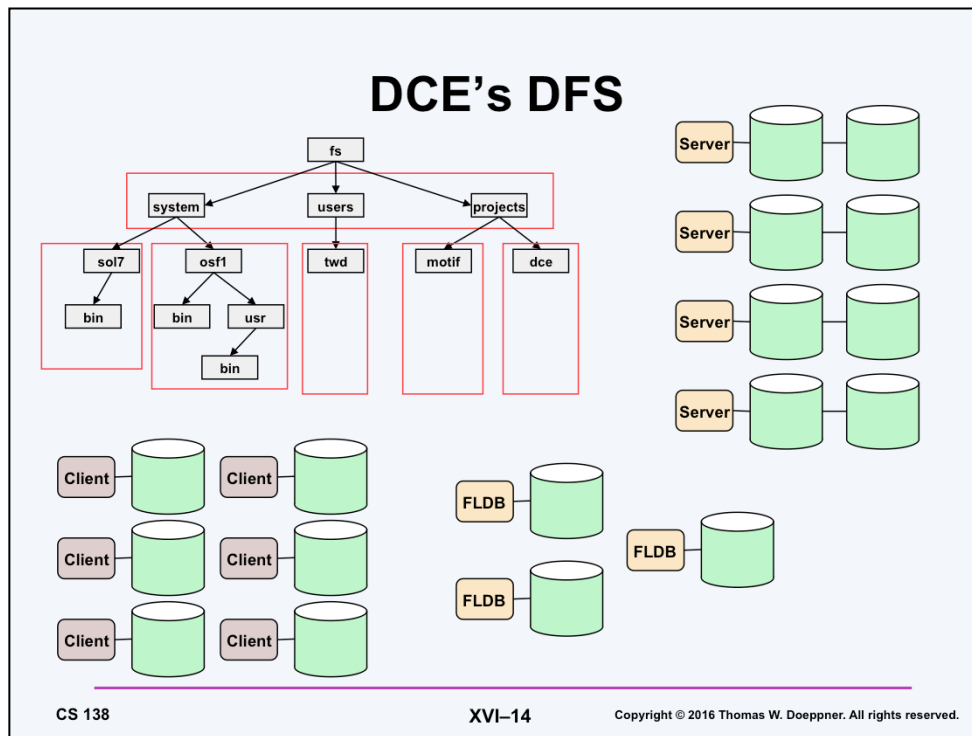 DCE's DFS
fs
system
users
projects
sol7
osf1
twd
motif
dce
bin
bin
usr
bin
Server
Server
Server
Server
Client
Client
Client
Client
Client
Client
FLDB
FLDB
FLDB
CS 138
XVI–14
Copyright © 2016 Thomas W. Doeppner. All rights reserved.